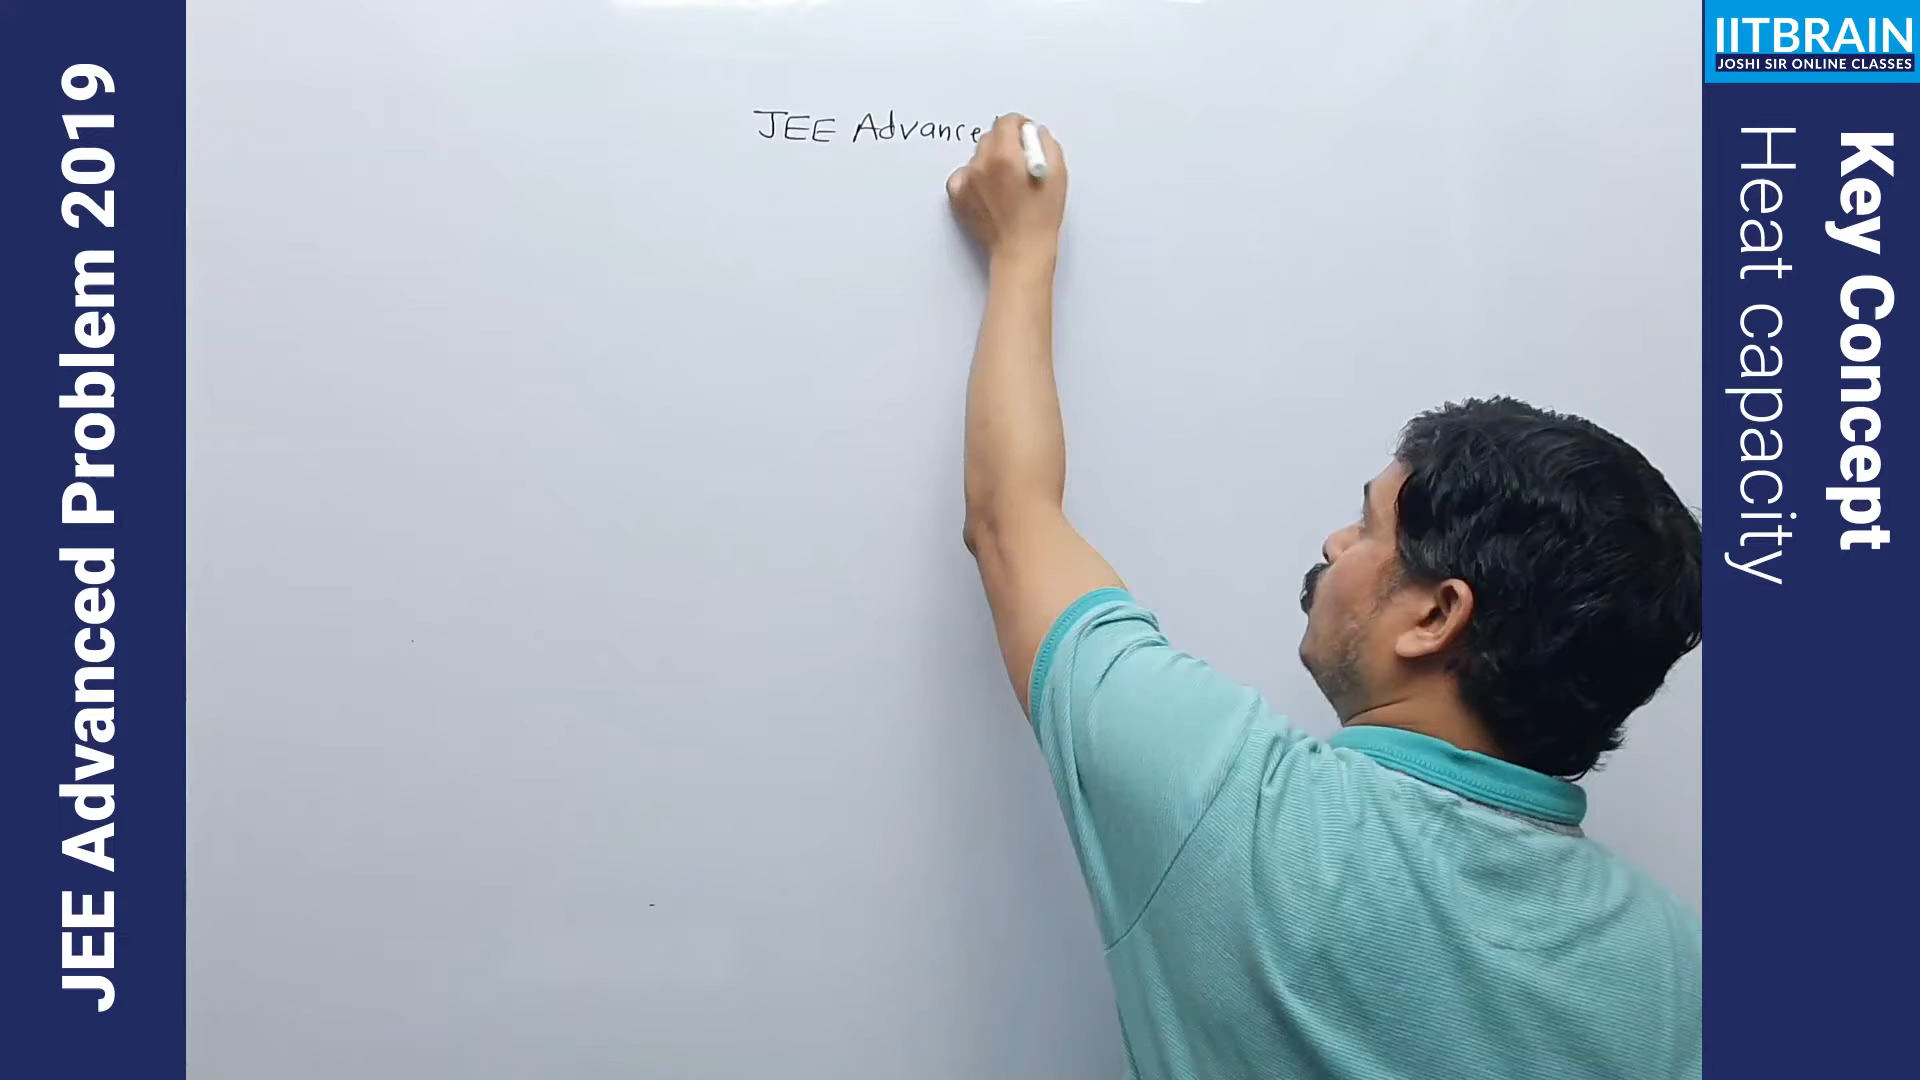 JEE Advanced Problem 2019
JEE Advance
IITBRAIN
JOSHI SIR ONLINE CLASSES
Key Concept
Heat capacity